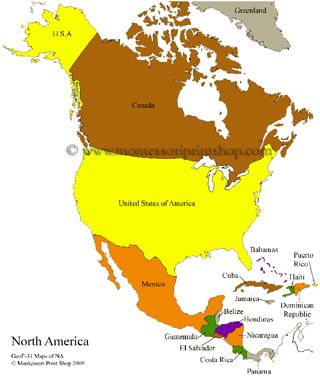 Greenland
U.S.A
Canada
© www.montessoriprintshop.com
United States of America
Bahamas
Puerto
Rico
Mexico
Cuba
Haiti
Jamaica
Dominican
Republic
Belize
Honduras
Guatemala
Nicaragua
El Salvador
Costa Rica
Panama
North America
GeoF-31 Maps of NA
© Montessori Print Shop 2009